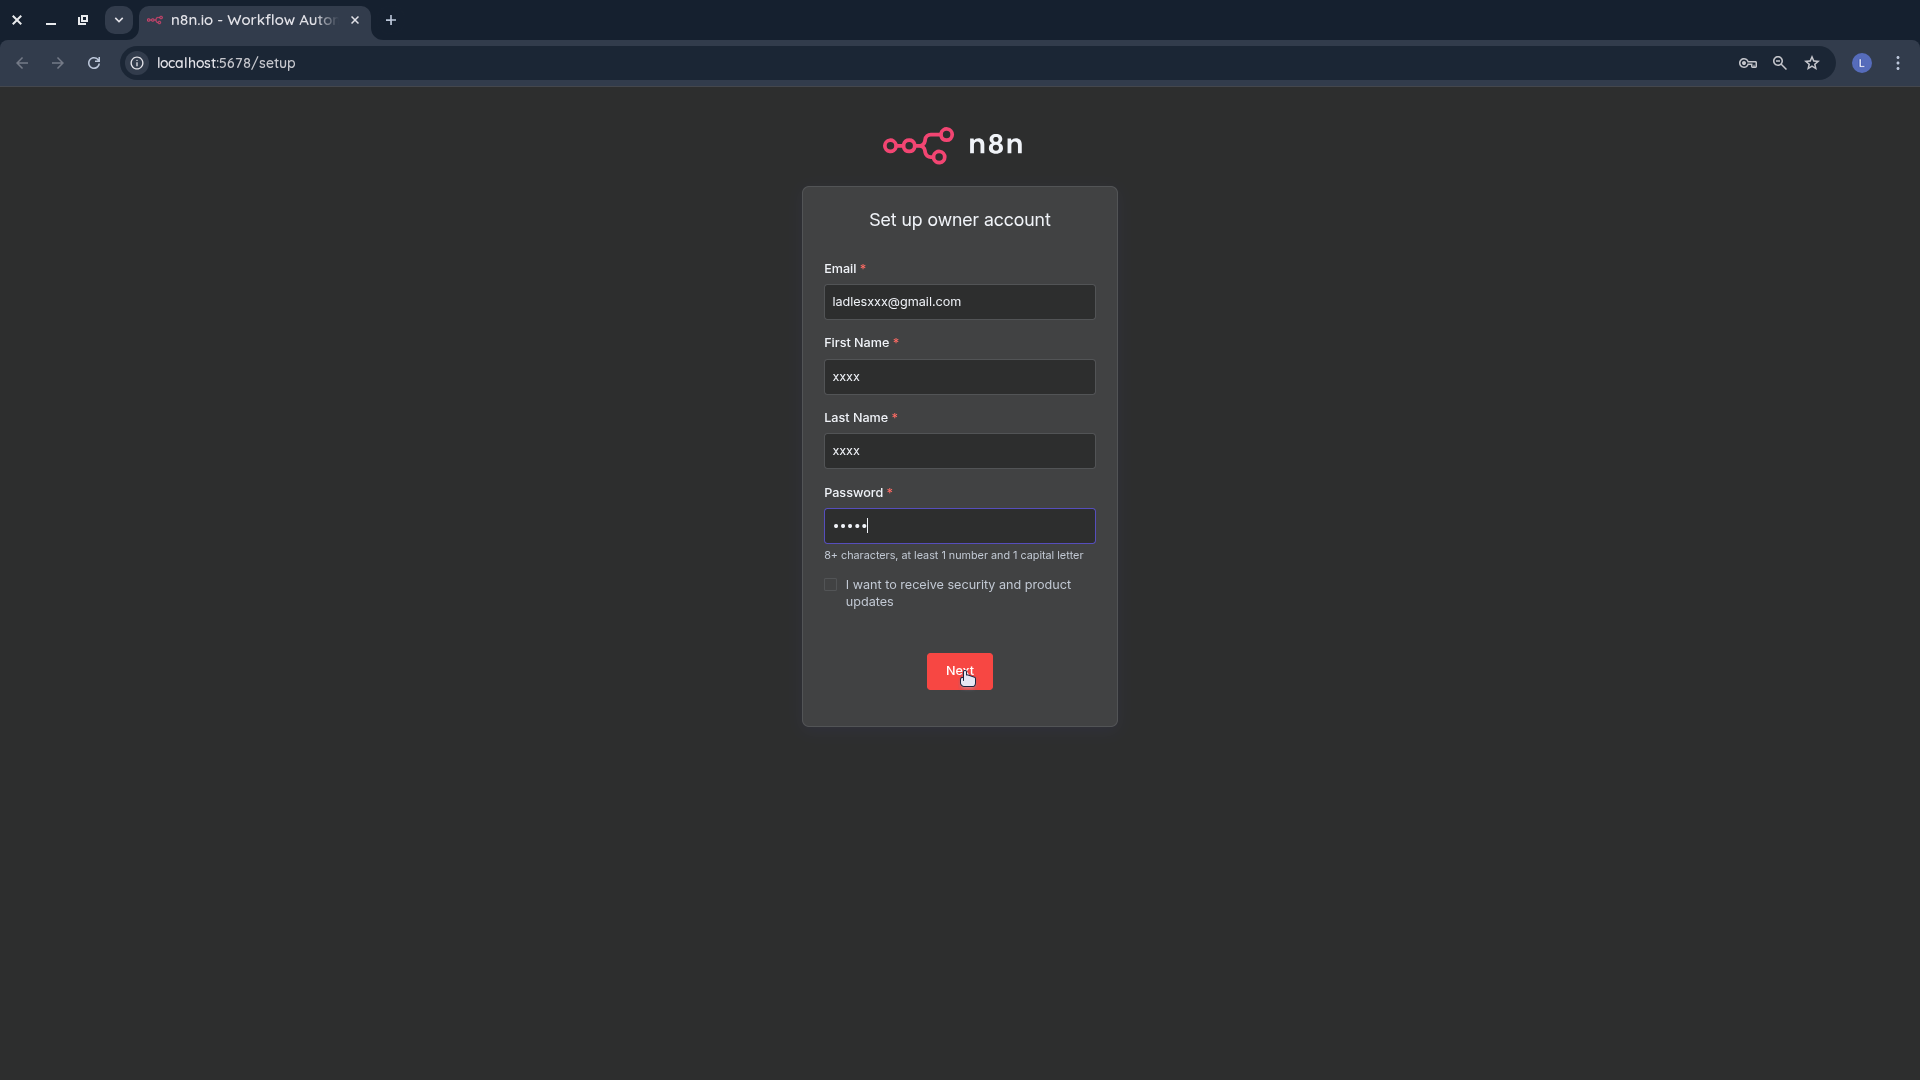 n8n.io - Workflow Autor
localhost:5678/setup
L
n8n
Set up owner account
Email *
ladlesxxx@gmail.com
First Name *
xxxx
Last Name *
xxxx
Password *
•••••
8+ characters, at least 1 number and 1 capital letter
I want to receive security and product
updates
Next